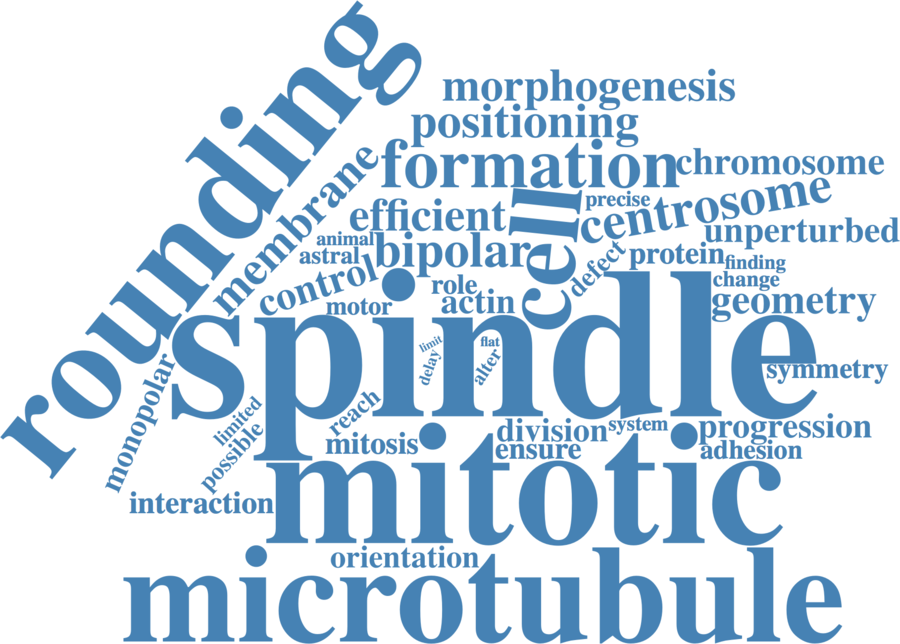 rounding
morphogenesis
positioning
formation
chromosome
membrane
efficient
cell
precise
centrosome
unperturbed
animal
astral
bipolar
defect
protein
finding
control
motor
role
actin
change
geometry
spindle
limit
delay
flat
alter
symmetry
monopolar
limited
possible
reach
mitosis
division
system
ensure
progression
adhesion
interaction
mitotic
orientation
microtubule